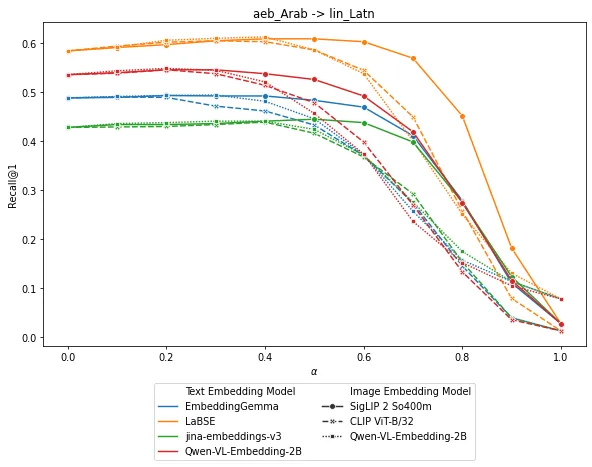 aeb_Arab -> lin_Latn
Recall@1
0.6
0.5
0.4
0.3
0.2
0.1
0.0
0.0 0.2 0.4 0.6 0.8 1.0
α
Text Embedding Model
EmbeddingGemma
LaBSE
jina-embeddings-v3
Qwen-VL-Embedding-2B
Image Embedding Model
SigLIP 2 So400m
CLIP ViT-B/32
Qwen-VL-Embedding-2B